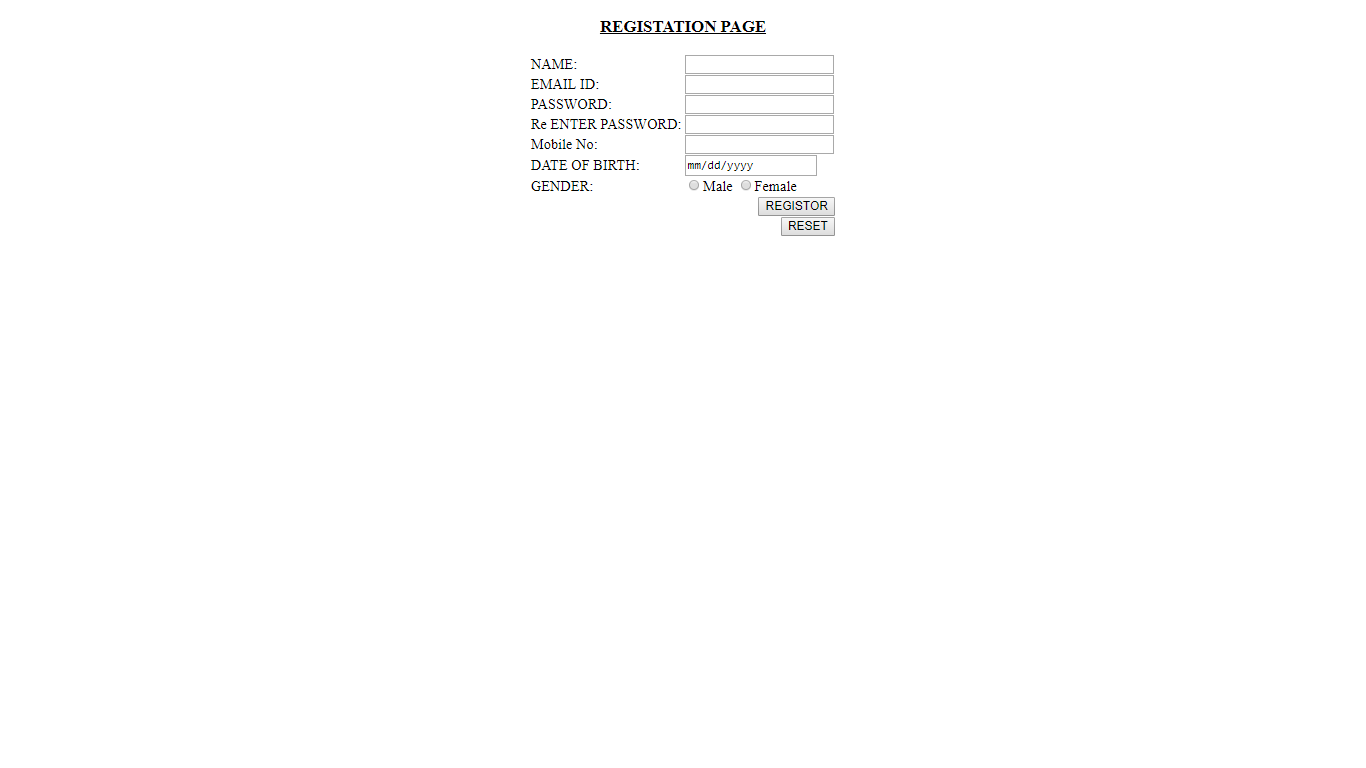 REGISTATION PAGE
NAME:
EMAIL ID:
PASSWORD:
Re ENTER PASSWORD:
Mobile No:
DATE OF BIRTH: mm/dd/yyyy
GENDER: Male Female
REGISTOR
RESET